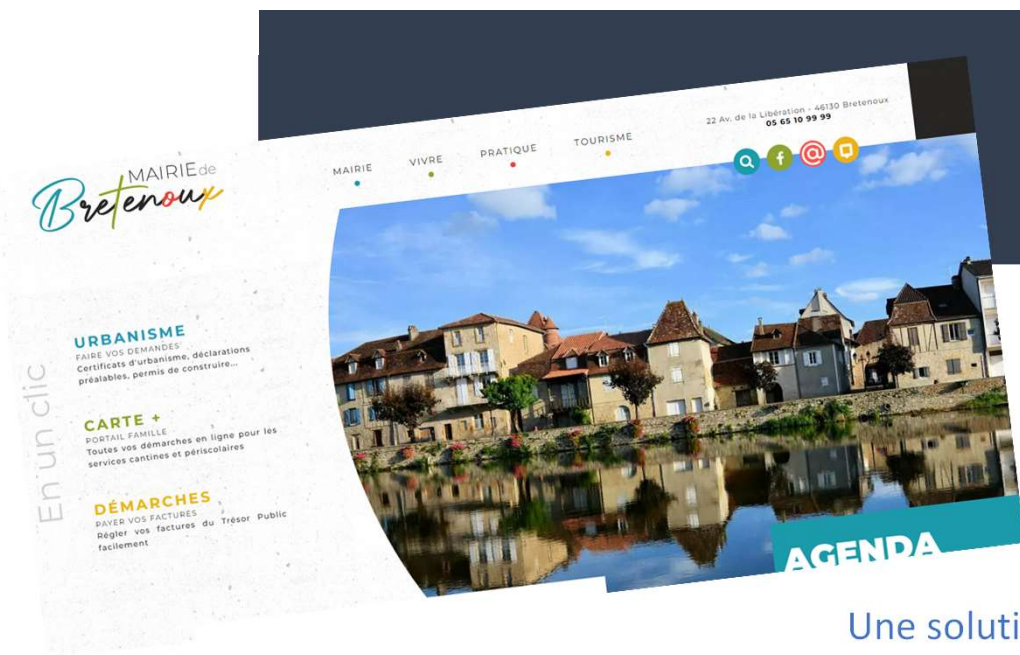 MAIRIE de
Bretenoux
MAIRIE
VIVRE
PRATIQUE
TOURISME
22 Av. de la Libération - 46130 Bretenoux
05 65 10 99 99
En un clic
URBANISME
FAIRE VOS DEMANDES
Certificats d'urbanisme, déclarations
préalables, permis de construire...
CARTE +
PORTAIL FAMILLE
Toutes vos démarches en ligne pour les
services cantines et périscolaires
DÉMARCHES
PAYER VOS FACTURES
Régler vos factures du Trésor Public
facilement
AGENDA
Une soluti